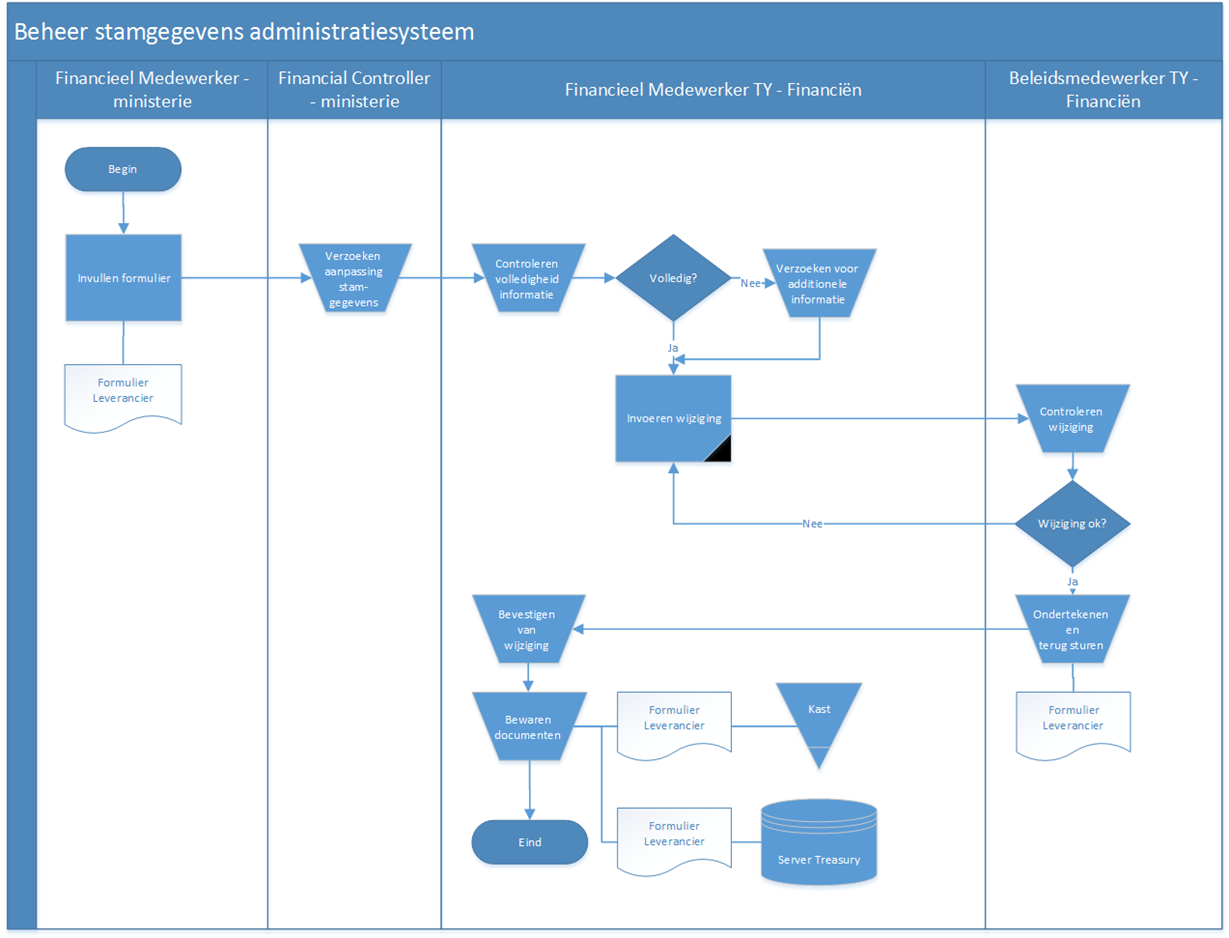 Beheer stamgegevens administratiesysteem
Financieel Medewerker -
ministerie
Financial Controller
- ministerie
Financieel Medewerker TY - Financiën
Beleidsmedewerker TY -
Financiën
Begin
Invullen formulier
Formulier
Leverancier
Verzoeken
aanpassing
stam-
gegevens
Controleren
volledigheid
informatie
Volledig?
Nee
Verzoeken voor
additionele
informatie
Ja
Invoeren wijziging
Controleren
wijziging
Wijziging ok?
Nee
Ja
Ondertekenen
en
terug sturen
Formulier
Leverancier
Bevestigen
van
wijziging
Bewaren
documenten
Formulier
Leverancier
Kast
Formulier
Leverancier
Server Treasury
Eind